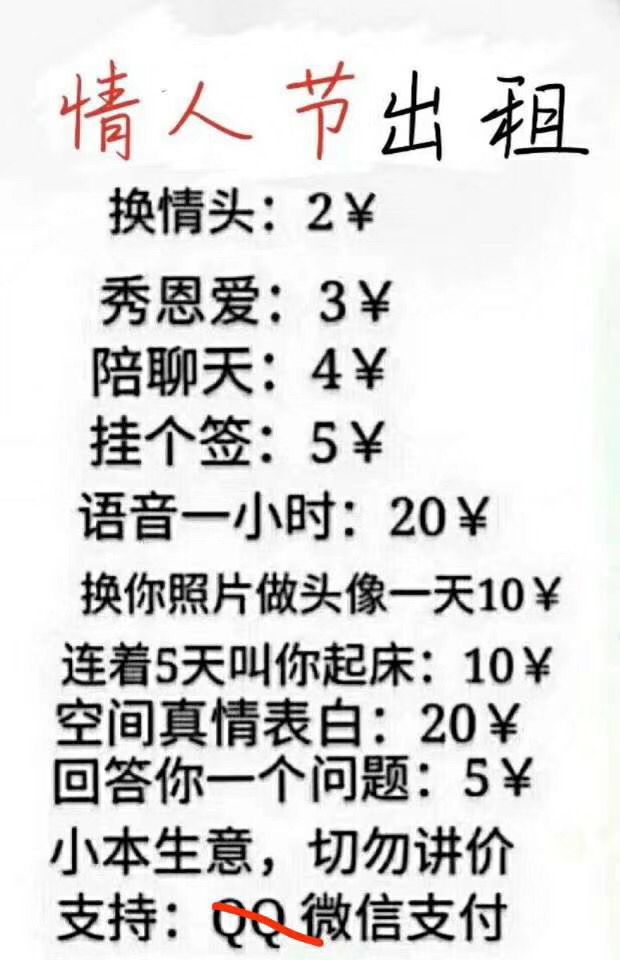 情人节出租
换情头：2￥
秀恩爱：3￥
陪聊天：4￥
挂个签：5￥
语音一小时：20￥
换你照片做头像一天10￥
连着5天叫你起床：10￥
空间真情表白：20￥
回答你一个问题：5￥
小本生意，切勿讲价
支持：QQ 微信支付